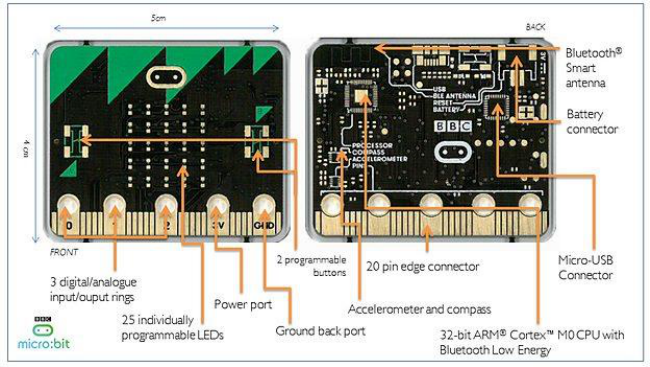 5cm
BACK
4 cm
Bluetooth®
Smart
antenna
USB
BLE ANTENNA
RESET
BATTERY
Battery
connector
BBC
PROCESSOR
COMPASS
ACCELEROMETER
PINS
0
1
2
3V
GND
FRONT
2 programmable
buttons
20 pin edge connector
Micro-USB
Connector
3 digital/analogue
input/ouput rings
Power port
Accelerometer and compass
25 individually
programmable LEDs
Ground back port
32-bit ARM® Cortex™ M0 CPU with
Bluetooth Low Energy
BBC
micro:bit